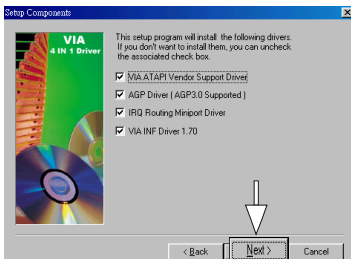 Setup Components
VIA
4 IN 1 Driver
This setup program will install the following drivers.
If you don't want to install them, you can uncheck
the associated check box.
VIA ATAPI Vendor Support Driver
AGP Driver ( AGP3.0 Supported )
IRQ Routing Miniport Driver
VIA INF Driver 1.70
< Back
Next >
Cancel